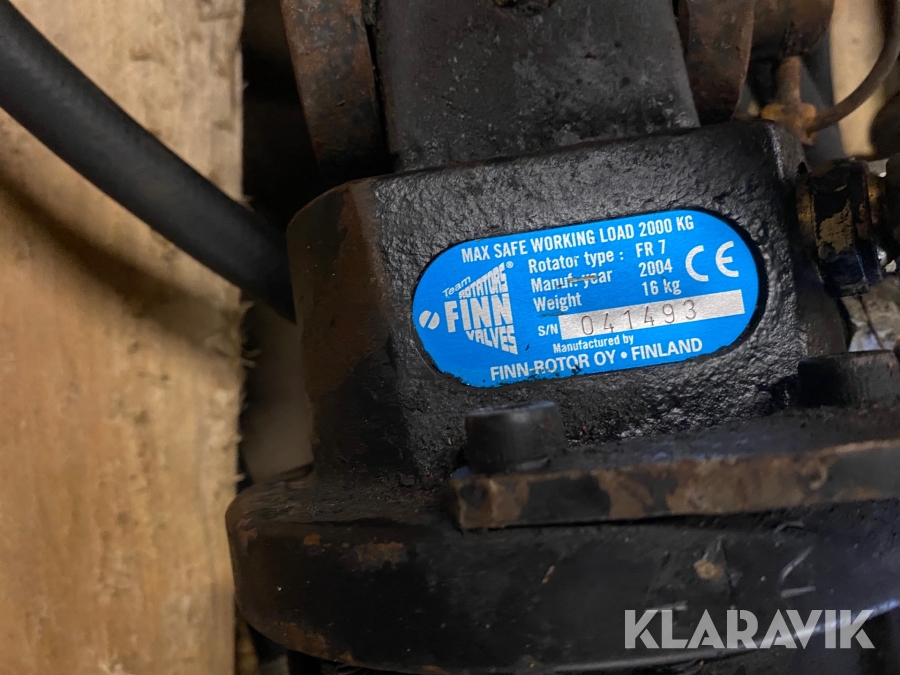 MAX SAFE WORKING LOAD 2000 KG
Rotator type : FR 7
Manuf. year 2004
Weight 16 kg
CE
Team
ROTATORS®
FINN
VALVES
S/N 041493
Manufactured by
FINN-ROTOR OY • FINLAND
KLARAVIK